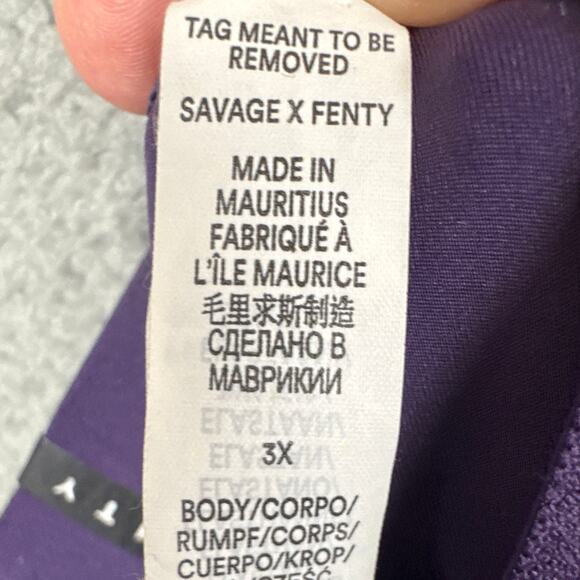 TAG MEANT TO BE
REMOVED
SAVAGE X FENTY
MADE IN
MAURITIUS
FABRIQUÉ À
L'ÎLE MAURICE
毛里求斯制造
СДЕЛАНО В
МАВРИКИИ
3X
BODY/CORPO/
RUMPF/CORPS/
CUERPO/KROP/
TY